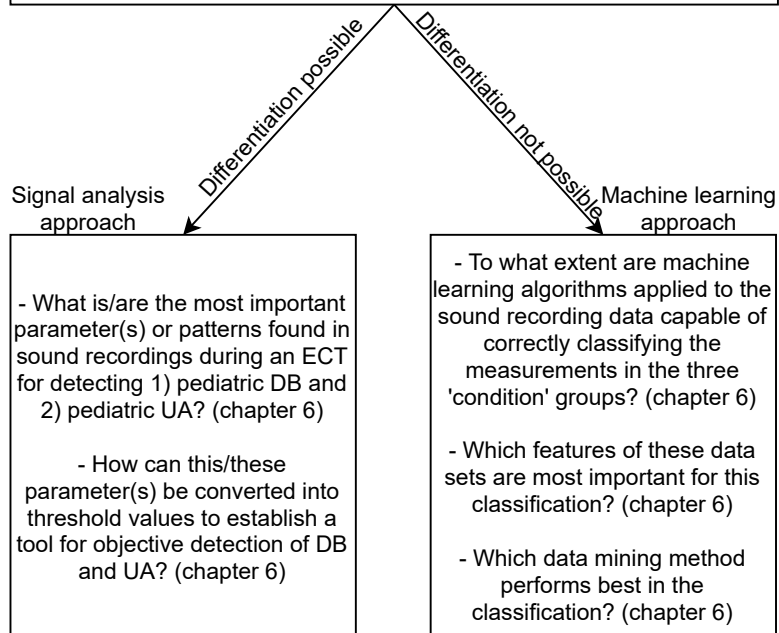 Differentiation possible
Differentiation not possible
Signal analysis
approach
Machine learning
approach
- What is/are the most important
parameter(s) or patterns found in
sound recordings during an ECT
for detecting 1) pediatric DB and
2) pediatric UA? (chapter 6)
- How can this/these
parameter(s) be converted into
threshold values to establish a
tool for objective detection of DB
and UA? (chapter 6)
- To what extent are machine
learning algorithms applied to the
sound recording data capable of
correctly classifying the
measurements in the three
'condition' groups? (chapter 6)
- Which features of these data
sets are most important for this
classification? (chapter 6)
- Which data mining method
performs best in the
classification? (chapter 6)